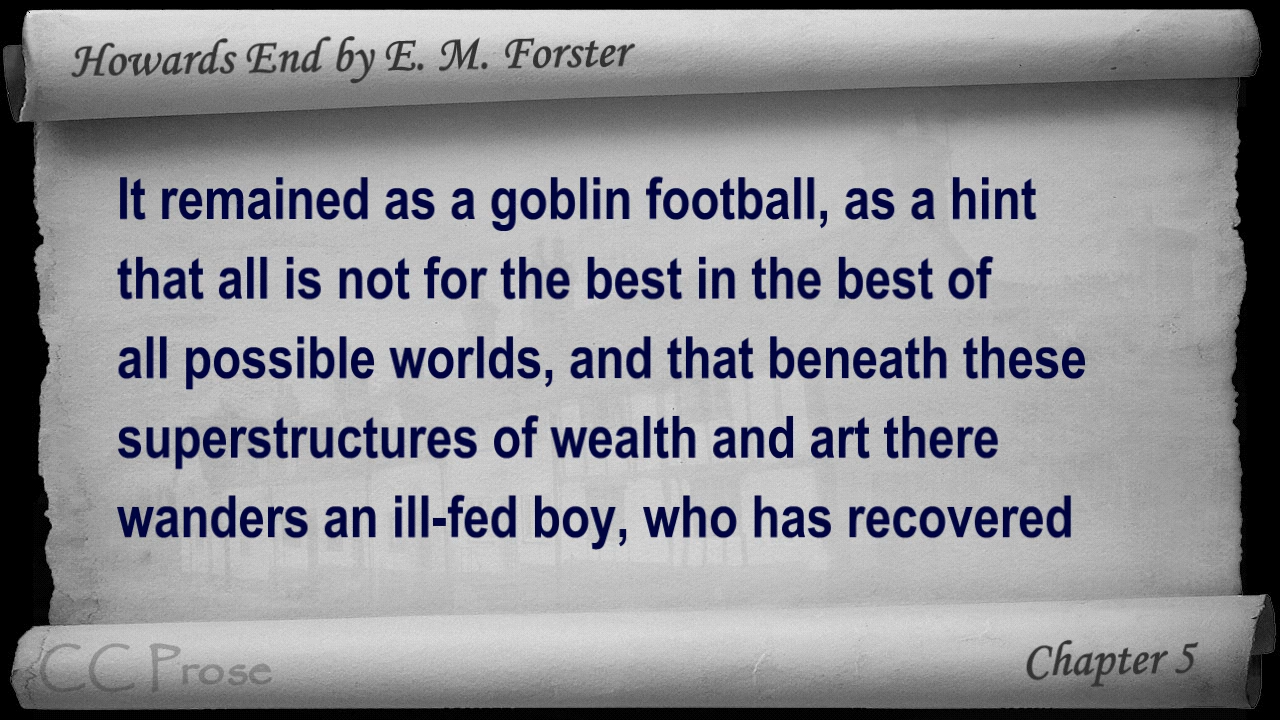 Howards End by E. M. Forster
It remained as a goblin football, as a hint
that all is not for the best in the best of
all possible worlds, and that beneath these
superstructures of wealth and art there
wanders an ill-fed boy, who has recovered
CC Prose
Chapter 5